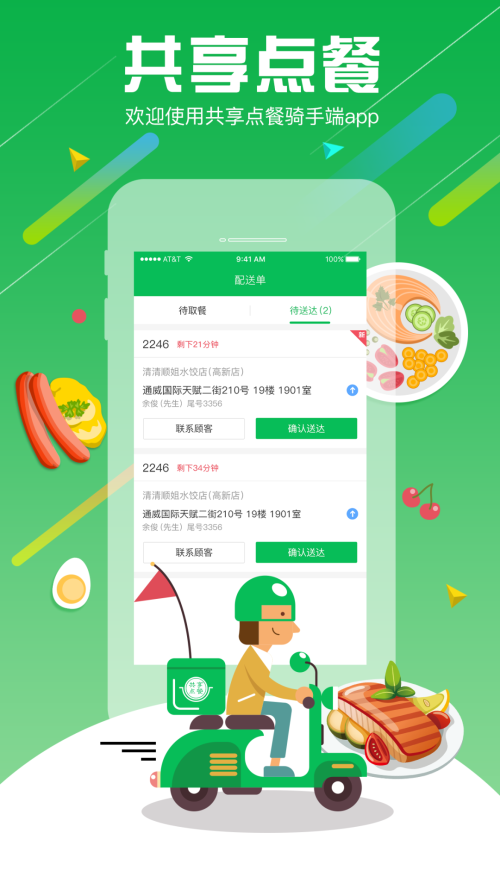 共享点餐
欢迎使用共享点餐骑手端app
AT&T 9:41 AM 100%
配送单
待取餐 待送达(2)
新
2246 剩下21分钟
清清顺姐水饺店(高新店)
通威国际天赋二街210号 19楼 1901室
余俊(先生) 尾号3356
联系顾客 确认送达
2246 剩下34分钟
清清顺姐水饺店(高新店)
通威国际天赋二街210号 19楼 1901室
余俊(先生) 尾号3356
联系顾客 确认送达
共享
点餐